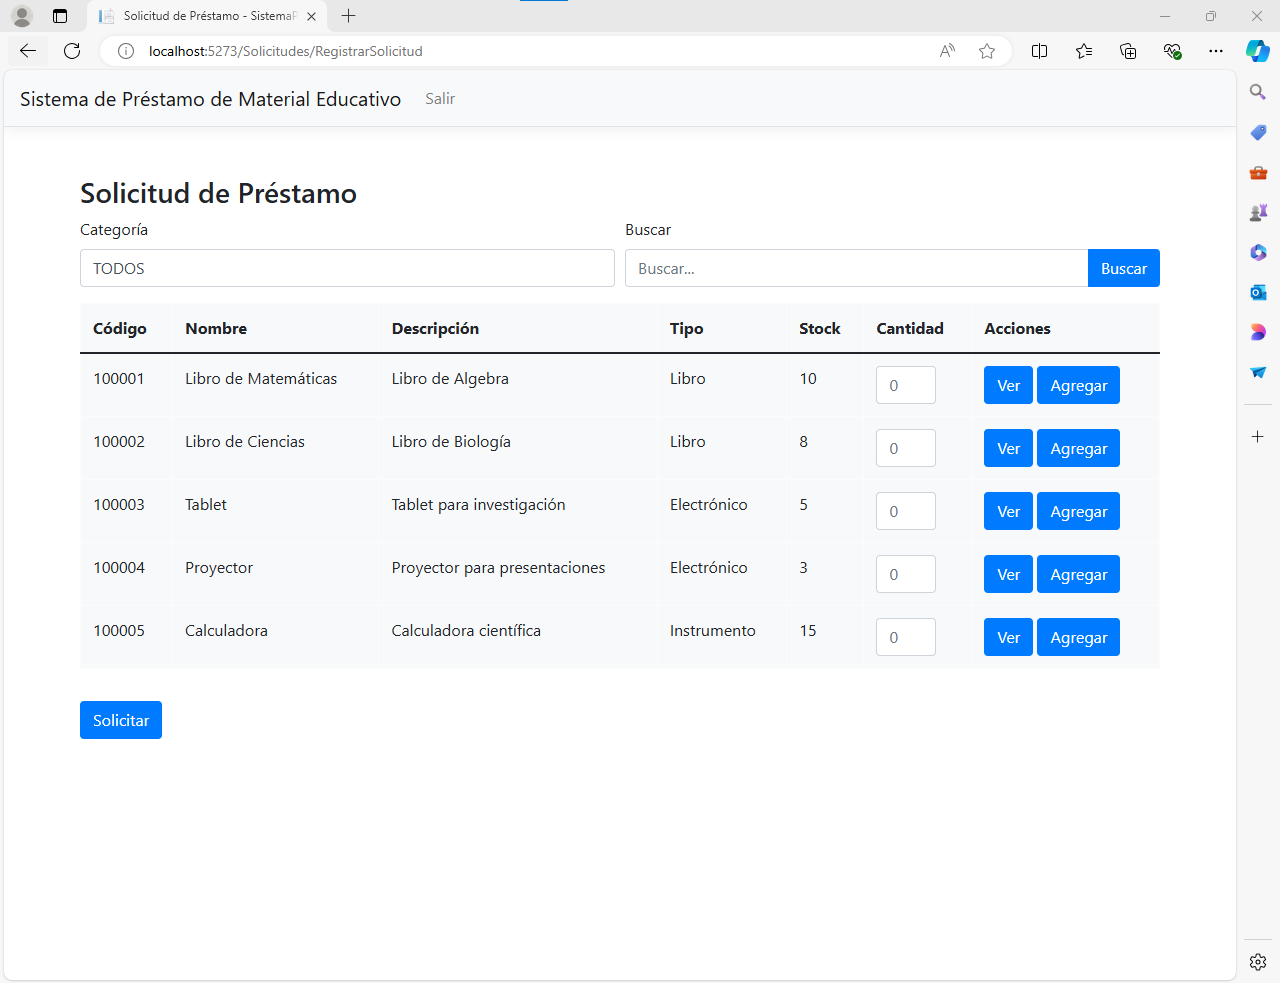 Solicitud de Préstamo - SistemaP
localhost:5273/Solicitudes/RegistrarSolicitud
Sistema de Préstamo de Material Educativo Salir
Solicitud de Préstamo
Categoría Buscar
TODOS Buscar... Buscar
Código Nombre Descripción Tipo Stock Cantidad Acciones
100001 Libro de Matemáticas Libro de Algebra Libro 10 0 Ver Agregar
100002 Libro de Ciencias Libro de Biología Libro 8 0 Ver Agregar
100003 Tablet Tablet para investigación Electrónico 5 0 Ver Agregar
100004 Proyector Proyector para presentaciones Electrónico 3 0 Ver Agregar
100005 Calculadora Calculadora científica Instrumento 15 0 Ver Agregar
Solicitar